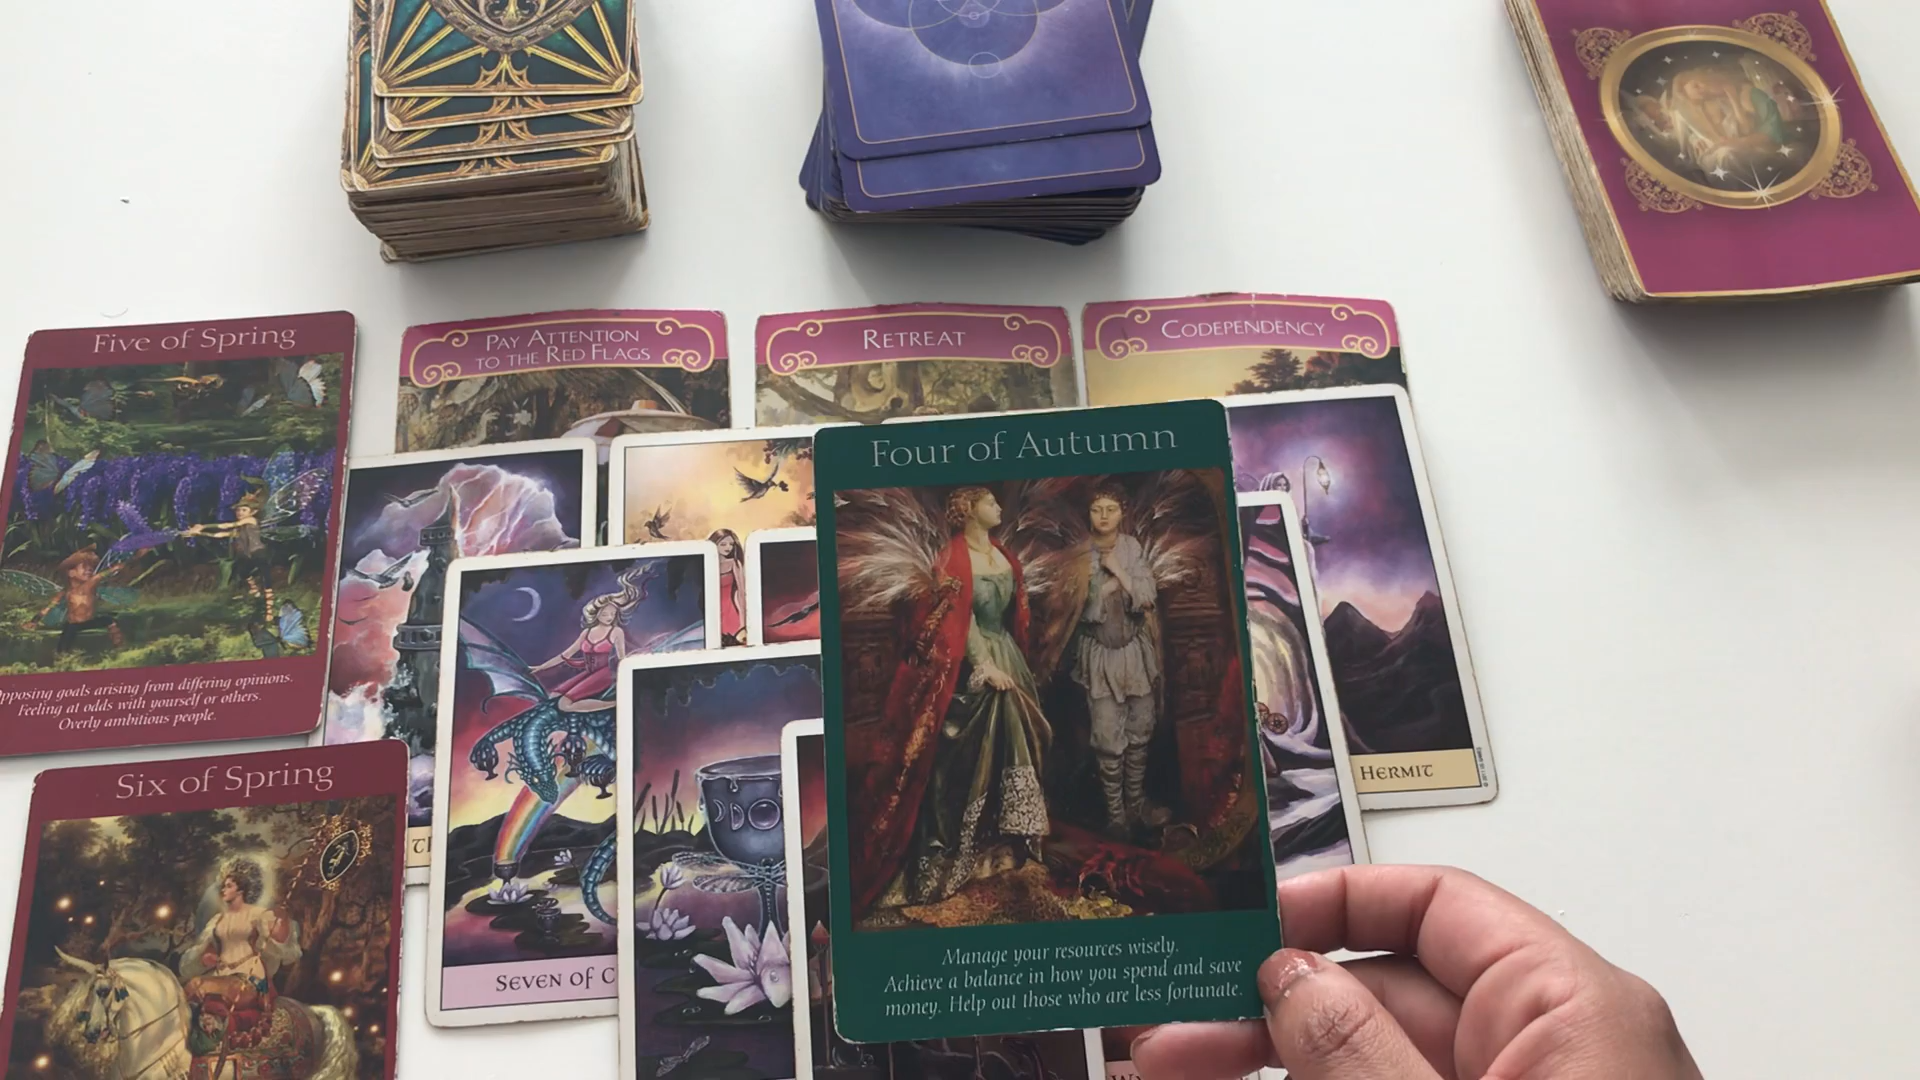 Five of Spring
Opposing goals arising from differing opinions.
Feeling at odds with yourself or others.
Overly ambitious people.
PAY ATTENTION
TO THE RED FLAGS
RETREAT
CODEPENDENCY
Four of Autumn
Manage your resources wisely.
Achieve a balance in how you spend and save
money. Help out those who are less fortunate.
HERMIT
Six of Spring
SEVEN OF C